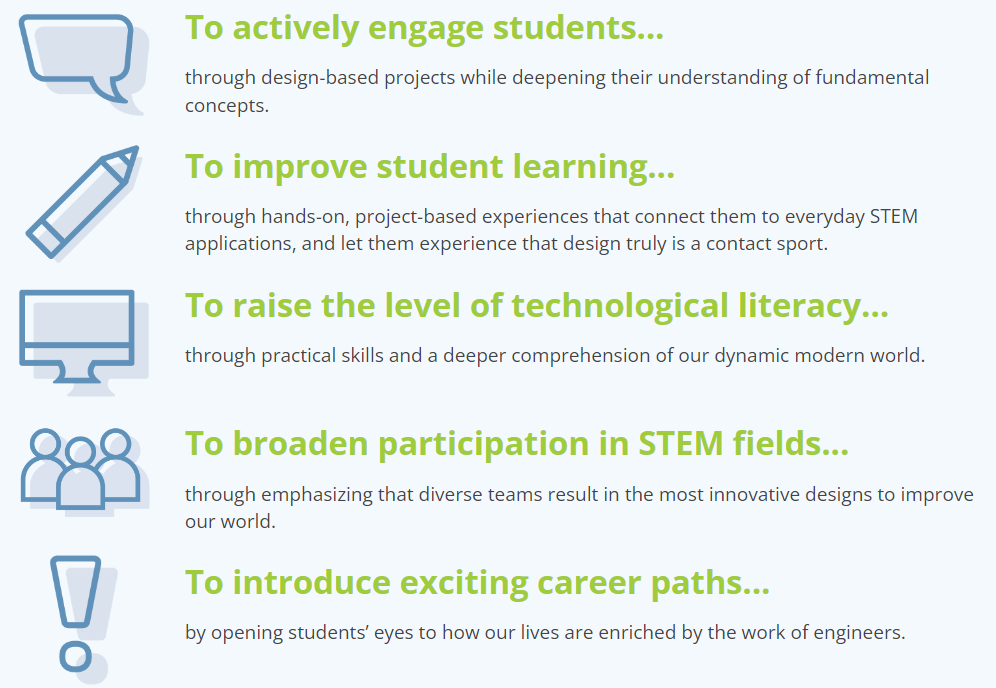 To actively engage students...
through design-based projects while deepening their understanding of fundamental
concepts.
To improve student learning...
through hands-on, project-based experiences that connect them to everyday STEM
applications, and let them experience that design truly is a contact sport.
To raise the level of technological literacy...
through practical skills and a deeper comprehension of our dynamic modern world.
To broaden participation in STEM fields...
through emphasizing that diverse teams result in the most innovative designs to improve
our world.
To introduce exciting career paths...
by opening students’ eyes to how our lives are enriched by the work of engineers.